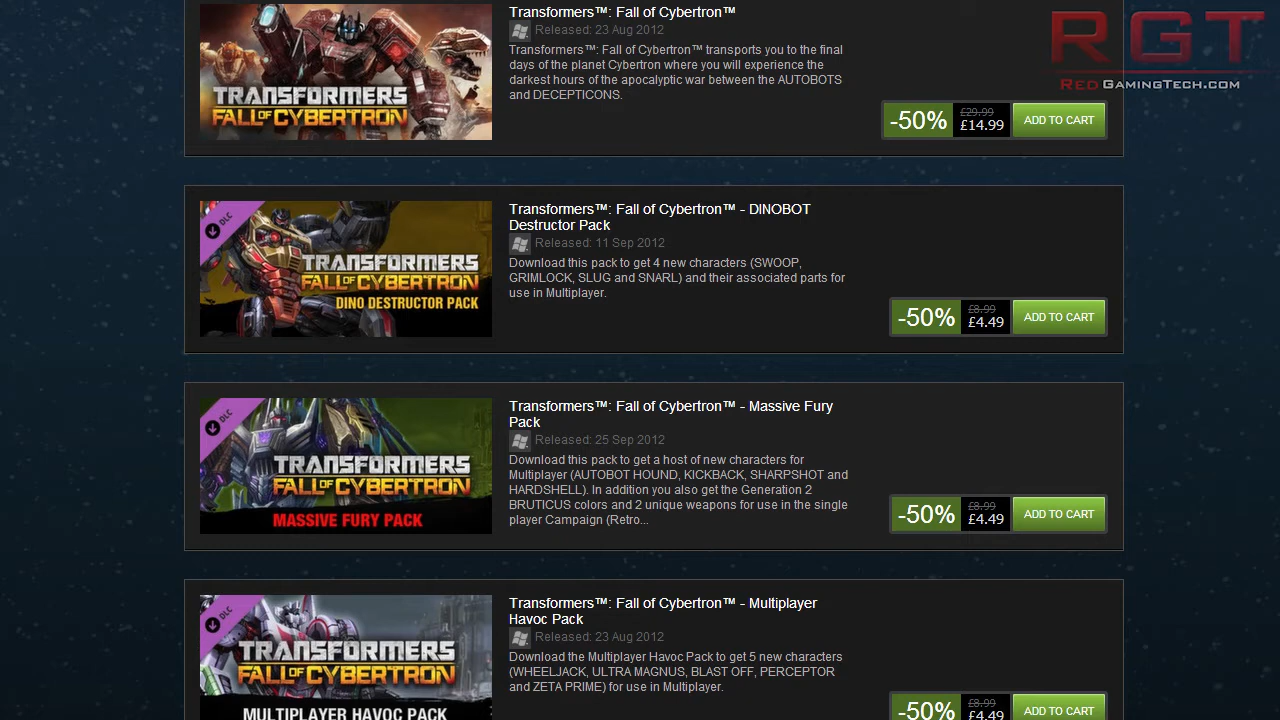 RGT
RedGamingTech.com
TRANSFORMERS
FALL OF CYBERTRON
Transformers™: Fall of Cybertron™
Released: 23 Aug 2012
Transformers™: Fall of Cybertron™ transports you to the final
days of the planet Cybertron where you will experience the
darkest hours of the apocalyptic war between the AUTOBOTS
and DECEPTICONS.
-50%
£29.99
£14.99
ADD TO CART
DLC
TRANSFORMERS
FALL OF CYBERTRON
DINO DESTRUCTOR PACK
Transformers™: Fall of Cybertron™ - DINOBOT
Destructor Pack
Released: 11 Sep 2012
Download this pack to get 4 new characters (SWOOP,
GRIMLOCK, SLUG and SNARL) and their associated parts for
use in Multiplayer.
-50%
£8.99
£4.49
ADD TO CART
DLC
TRANSFORMERS
FALL OF CYBERTRON
MASSIVE FURY PACK
Transformers™: Fall of Cybertron™ - Massive Fury
Pack
Released: 25 Sep 2012
Download this pack to get a host of new characters for
Multiplayer (AUTOBOT HOUND, KICKBACK, SHARPSHOT and
HARDSHELL). In addition you also get the Generation 2
BRUTICUS colors and 2 unique weapons for use in the single
player Campaign (Retro...
-50%
£8.99
£4.49
ADD TO CART
DLC
TRANSFORMERS
FALL OF CYBERTRON
MULTIPLAYER HAVOC PACK
Transformers™: Fall of Cybertron™ - Multiplayer
Havoc Pack
Released: 23 Aug 2012
Download the Multiplayer Havoc Pack to get 5 new characters
(WHEELJACK, ULTRA MAGNUS, BLAST OFF, PERCEPTOR
and ZETA PRIME) for use in Multiplayer.
-50%
£8.99
£4.49
ADD TO CART